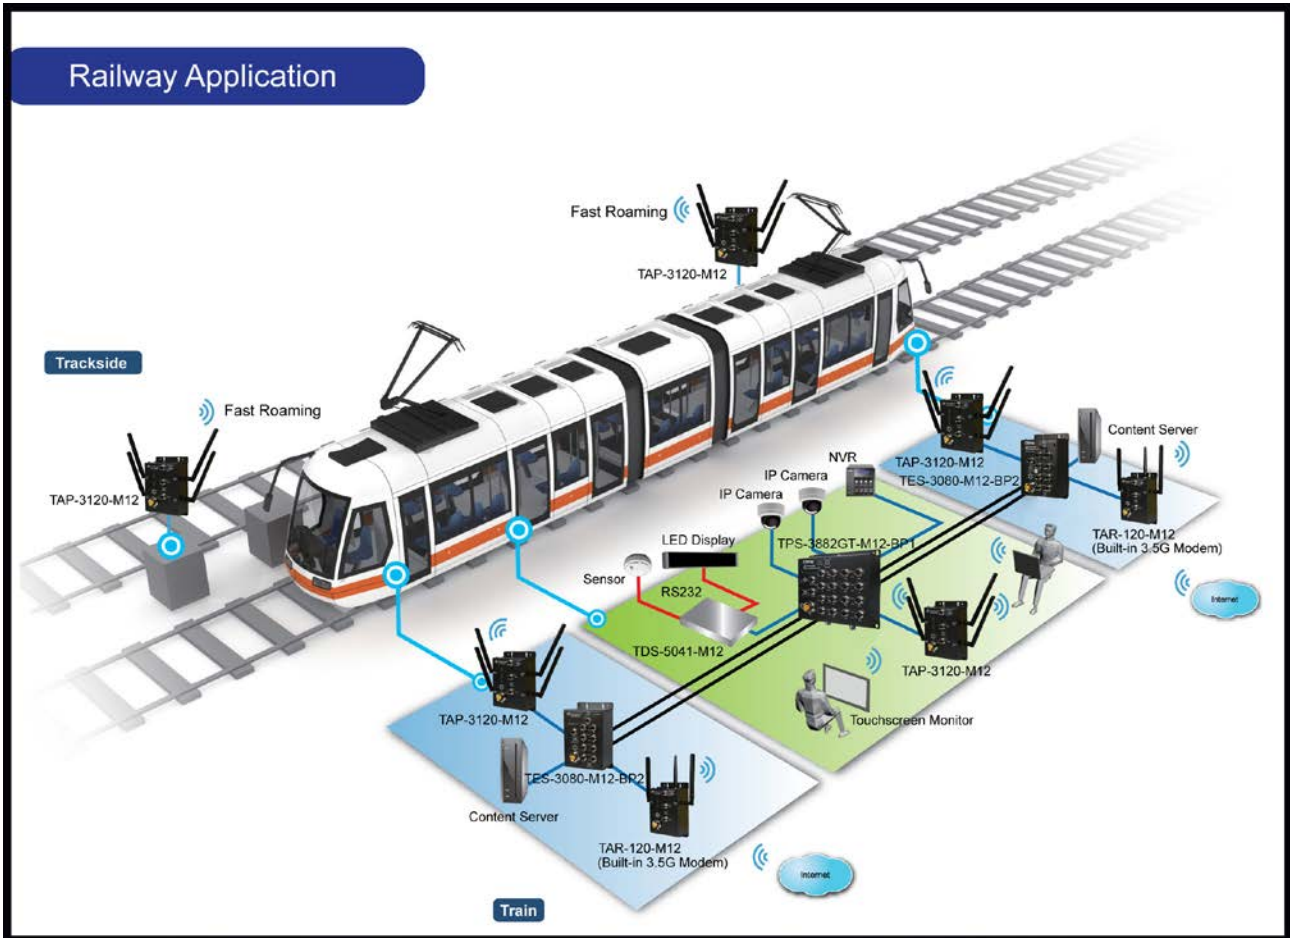 Railway Application
Fast Roaming
TAP-3120-M12
Trackside
Fast Roaming
TAP-3120-M12
Content Server
NVR
TAP-3120-M12
IP Camera
TES-3080-M12-BP2
IP Camera
TAR-120-M12
(Built-in 3.5G Modem)
LED Display
TPS-3882GT-M12-BP1
Sensor
RS232
Internet
TDS-5041-M12
TAP-3120-M12
TAP-3120-M12
Touchscreen Monitor
TES-3080-M12-BP2
Content Server
TAR-120-M12
(Built-in 3.5G Modem)
Internet
Train